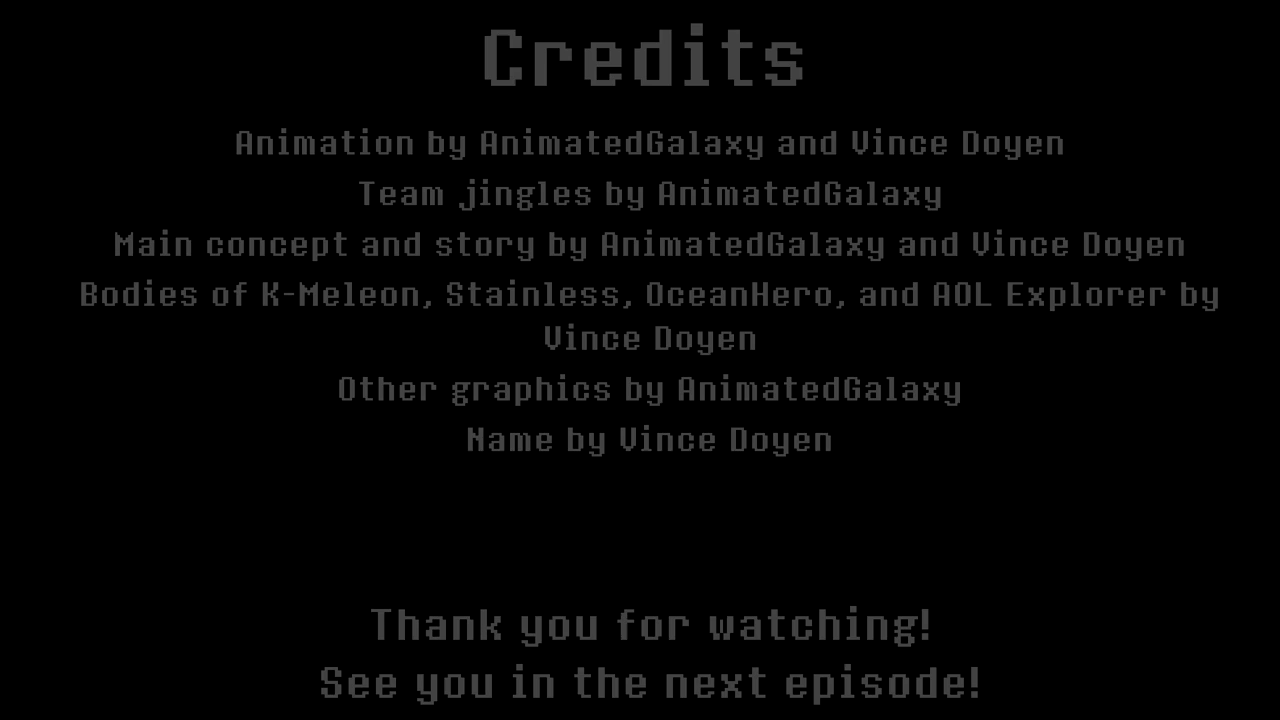 Credits
Animation by AnimatedGalaxy and Vince Doyen
Team jingles by AnimatedGalaxy
Main concept and story by AnimatedGalaxy and Vince Doyen
Bodies of K-Meleon, Stainless, OceanHero, and AOL Explorer by
Vince Doyen
Other graphics by AnimatedGalaxy
Name by Vince Doyen
Thank you for watching!
See you in the next episode!